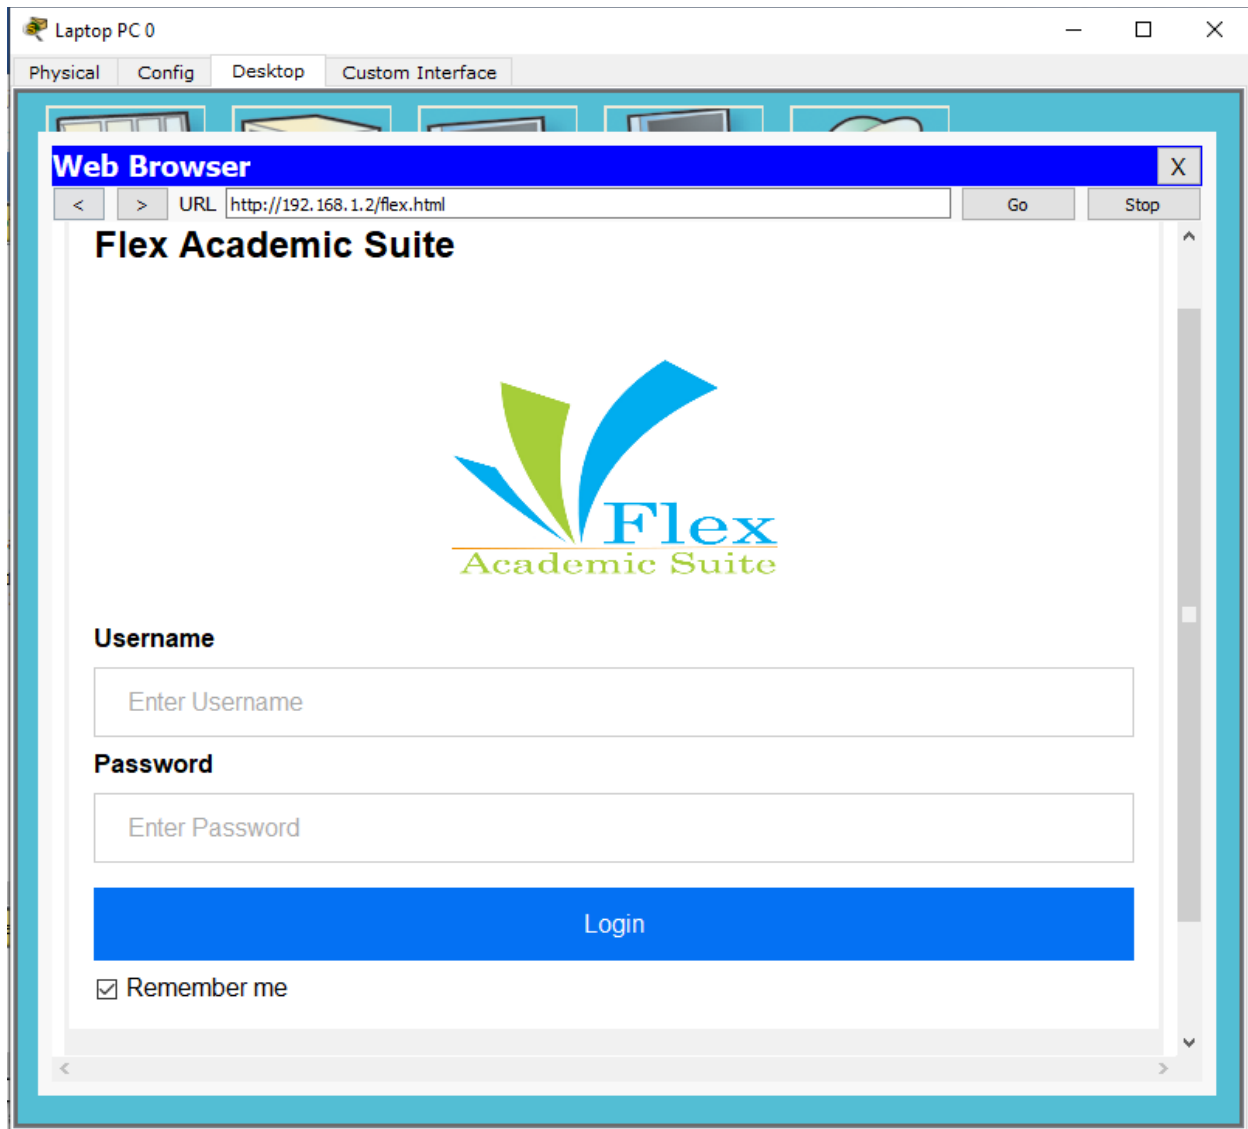 Laptop PC 0
Physical Config Desktop Custom Interface
Web Browser X
< > URL http://192.168.1.2/flex.html Go Stop
Flex Academic Suite
Flex
Academic Suite
Username
Enter Username
Password
Enter Password
Login
Remember me